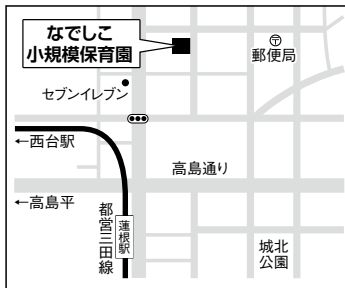 なでしこ
小規模保育園
〒
郵便局
セブンイレブン
←西台駅
高島通り
←高島平
蓮根駅
都営三田線
城北
公園